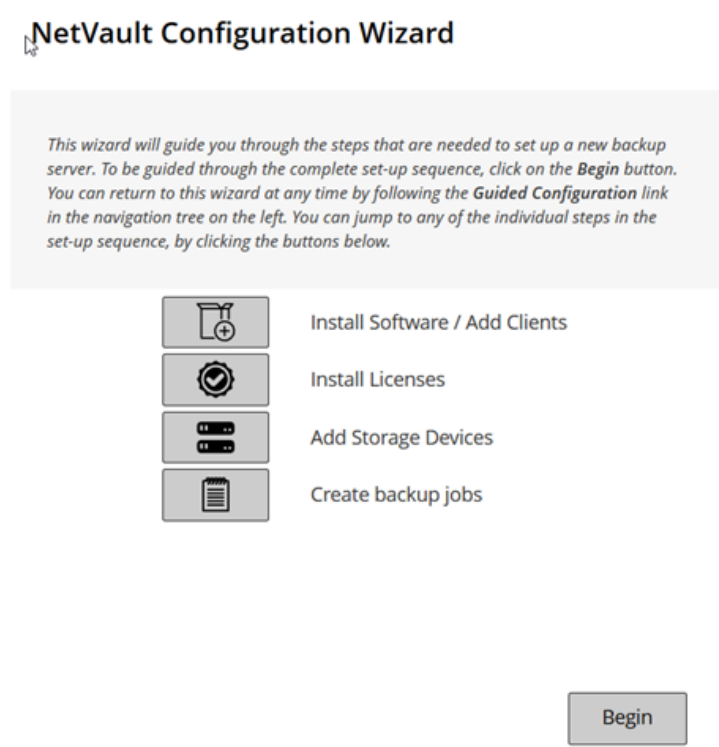 NetVault Configuration Wizard
This wizard will guide you through the steps that are needed to set up a new backup
server. To be guided through the complete set-up sequence, click on the Begin button.
You can return to this wizard at any time by following the Guided Configuration link
in the navigation tree on the left. You can jump to any of the individual steps in the
set-up sequence, by clicking the buttons below.
Install Software / Add Clients
Install Licenses
Add Storage Devices
Create backup jobs
Begin